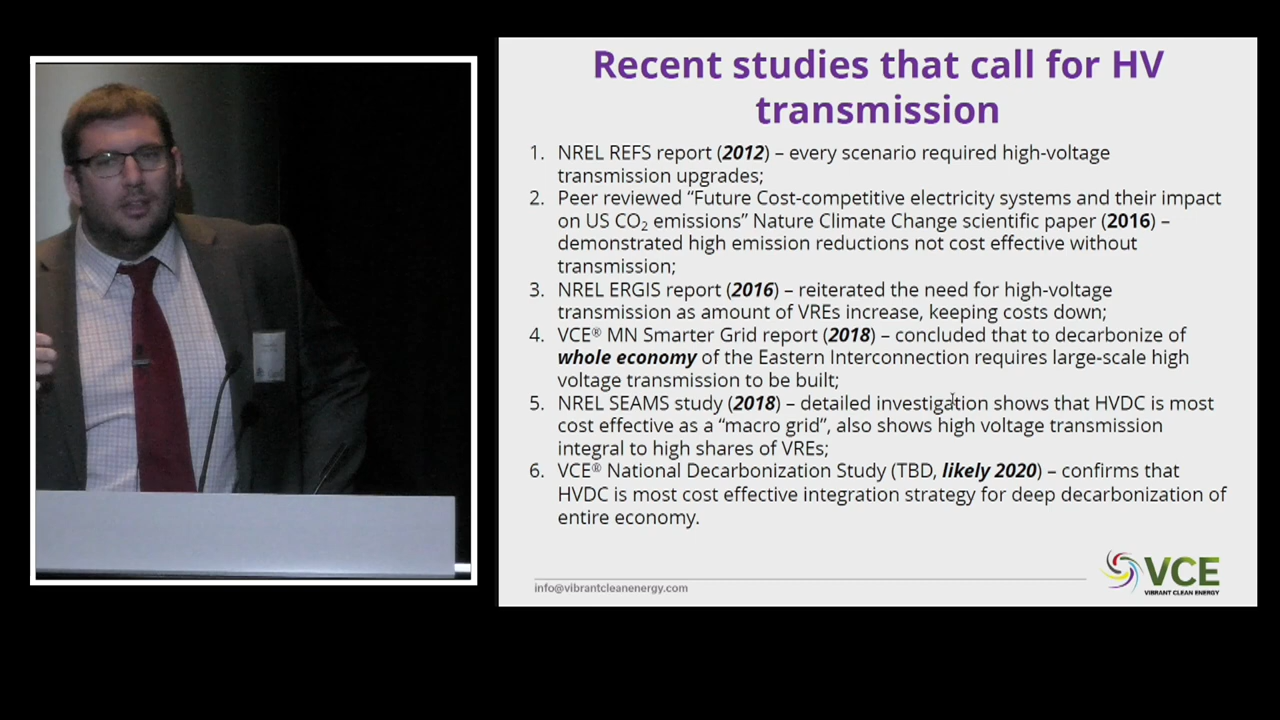 Recent studies that call for HV
transmission
1. NREL REFS report (2012) – every scenario required high-voltage
transmission upgrades;
2. Peer reviewed “Future Cost-competitive electricity systems and their impact
on US CO₂ emissions” Nature Climate Change scientific paper (2016) –
demonstrated high emission reductions not cost effective without
transmission;
3. NREL ERGIS report (2016) – reiterated the need for high-voltage
transmission as amount of VREs increase, keeping costs down;
4. VCE® MN Smarter Grid report (2018) – concluded that to decarbonize of
whole economy of the Eastern Interconnection requires large-scale high
voltage transmission to be built;
5. NREL SEAMS study (2018) – detailed investigation shows that HVDC is most
cost effective as a “macro grid”, also shows high voltage transmission
integral to high shares of VREs;
6. VCE® National Decarbonization Study (TBD, likely 2020) – confirms that
HVDC is most cost effective integration strategy for deep decarbonization of
entire economy.
info@vibrantcleanenergy.com
VCE
VIBRANT CLEAN ENERGY